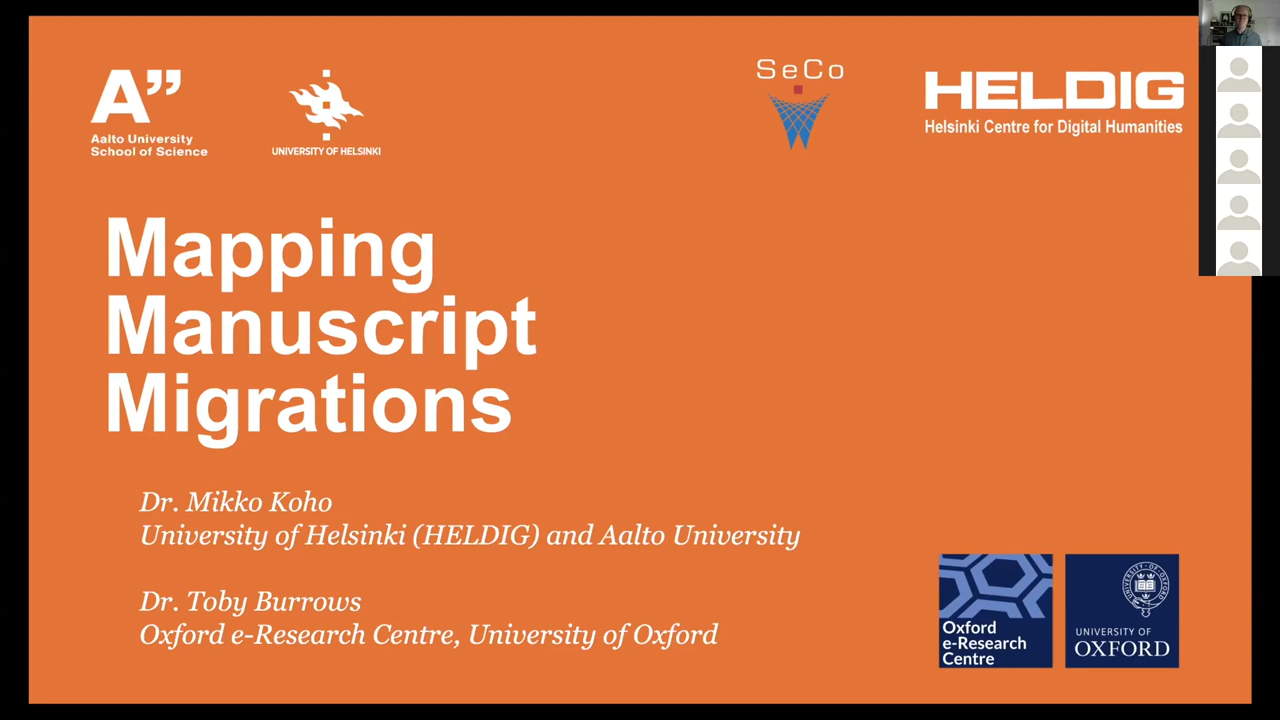 A”
Aalto University
School of Science
UNIVERSITY OF HELSINKI
SeCo
HELDIG
Helsinki Centre for Digital Humanities
Mapping
Manuscript
Migrations
Dr. Mikko Koho
University of Helsinki (HELDIG) and Aalto University
Dr. Toby Burrows
Oxford e-Research Centre, University of Oxford
Oxford
e-Research
Centre
UNIVERSITY OF
OXFORD